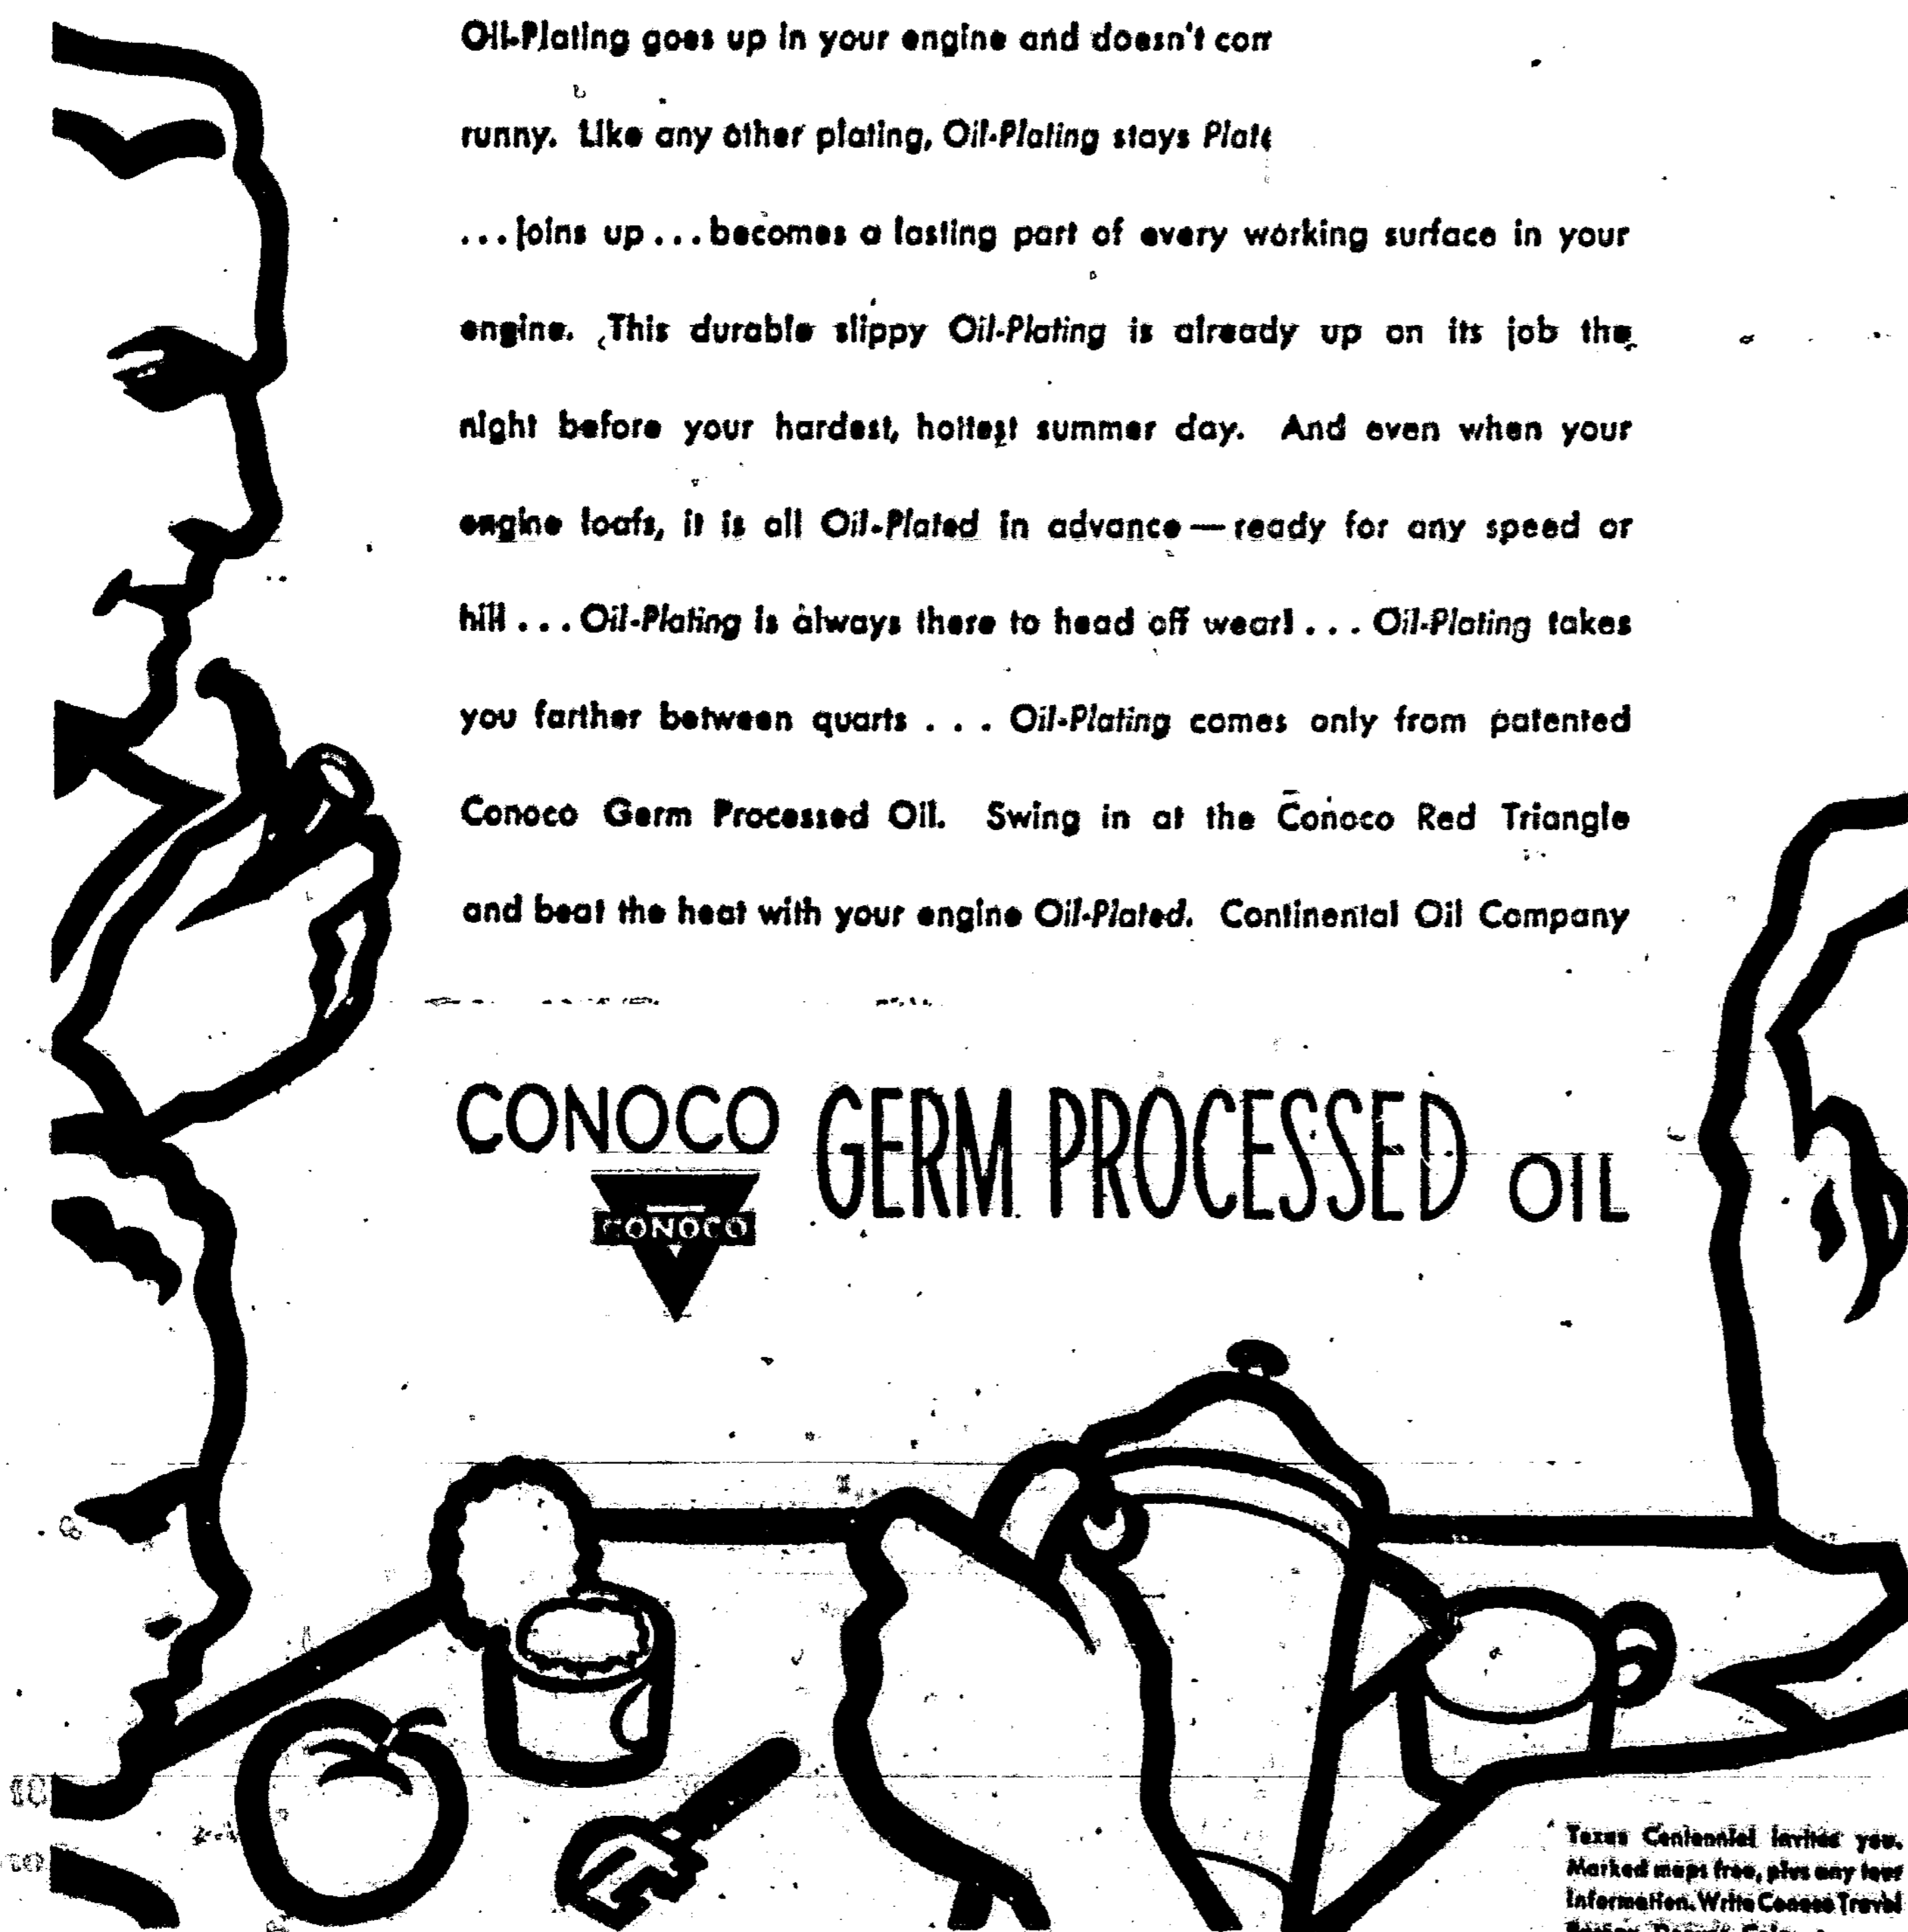 Oil-Plating goes up in your engine and doesn't com
runny. Like any other plating, Oil-Plating stays Plate
...joins up...becomes a lasting part of every working surface in your
engine. This durable slippy Oil-Plating is already up on its job the
night before your hardest, hottest summer day. And even when your
engine loafs, it is all Oil-Plated in advance—ready for any speed or
hill...Oil-Plating is always there to head off wear!...Oil-Plating takes
you farther between quarts... Oil-Plating comes only from patented
Conoco Germ Processed Oil. Swing in at the Conoco Red Triangle
and beat the heat with your engine Oil-Plated. Continental Oil Company
CONOCO GERM PROCESSED OIL
CONOCO
Texas Centennial invites you.
Marked maps free, plus any tour
Information. Write Conoco Travel